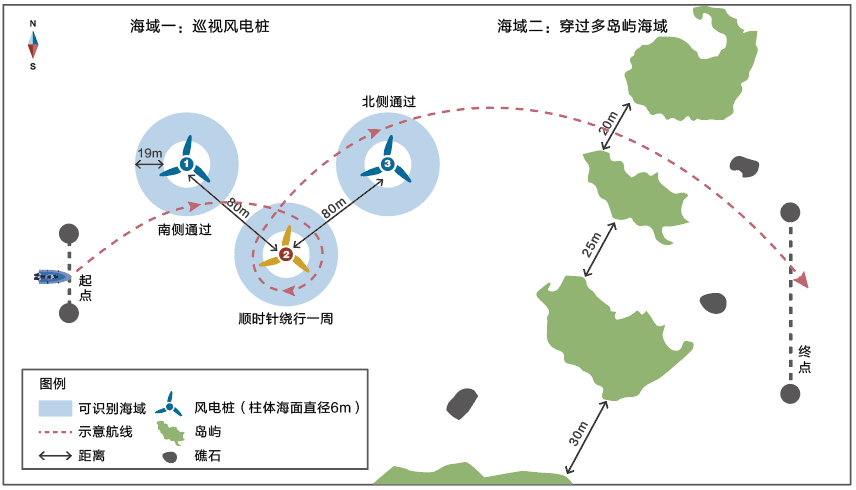 海域一：巡视风电桩
海域二：穿过多岛屿海域
N
S
北侧通过
20m
19m
1
3
80m
80m
南侧通过
2
25m
起点
顺时针绕行一周
终点
图例
可识别海域
风电桩（柱体海面直径6m）
示意航线
岛屿
距离
礁石
30m